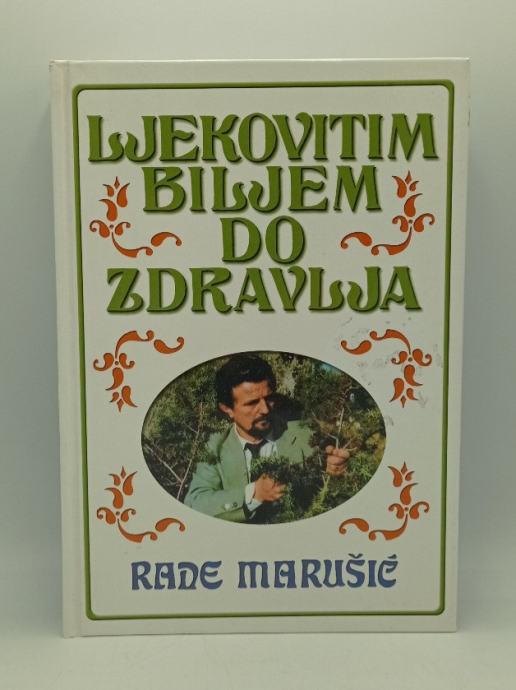 LJEKOVITIM
BILJEM
DO
ZDRAVLJA
RADE MARUŠIĆ